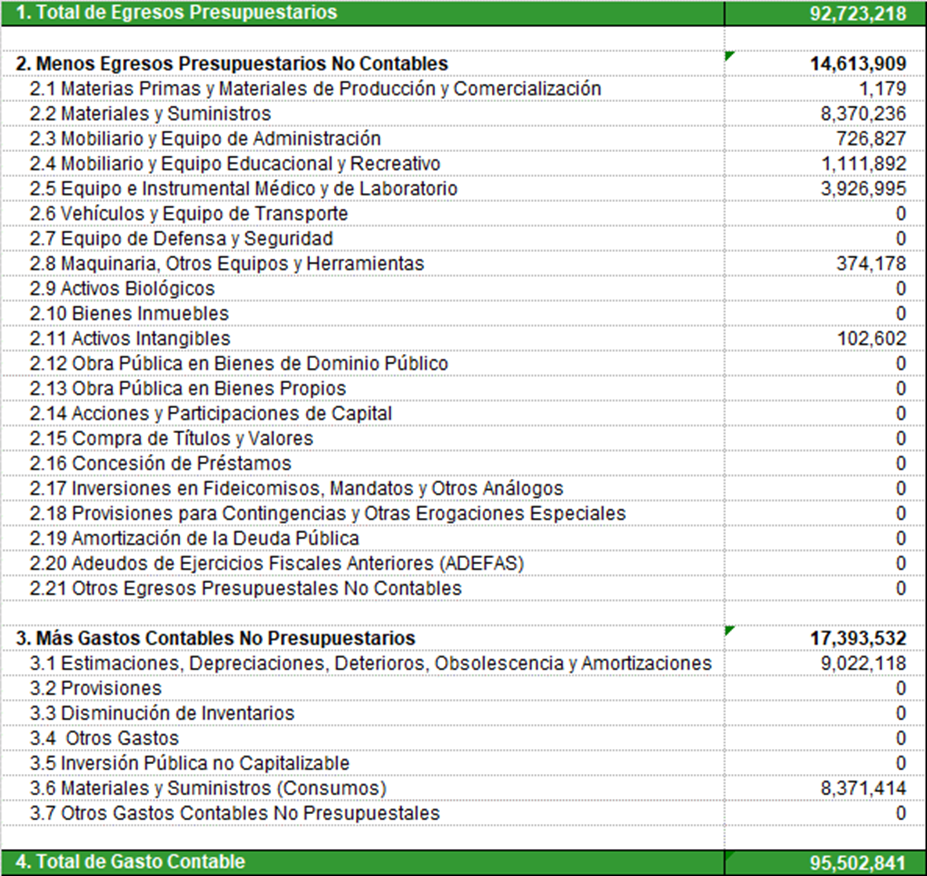 1. Total de Egresos Presupuestarios 92,723,218
2. Menos Egresos Presupuestarios No Contables 14,613,909
2.1 Materias Primas y Materiales de Producción y Comercialización 1,179
2.2 Materiales y Suministros 8,370,236
2.3 Mobiliario y Equipo de Administración 726,827
2.4 Mobiliario y Equipo Educacional y Recreativo 1,111,892
2.5 Equipo e Instrumental Médico y de Laboratorio 3,926,995
2.6 Vehículos y Equipo de Transporte 0
2.7 Equipo de Defensa y Seguridad 0
2.8 Maquinaria, Otros Equipos y Herramientas 374,178
2.9 Activos Biológicos 0
2.10 Bienes Inmuebles 0
2.11 Activos Intangibles 102,602
2.12 Obra Pública en Bienes de Dominio Público 0
2.13 Obra Pública en Bienes Propios 0
2.14 Acciones y Participaciones de Capital 0
2.15 Compra de Títulos y Valores 0
2.16 Concesión de Préstamos 0
2.17 Inversiones en Fideicomisos, Mandatos y Otros Análogos 0
2.18 Provisiones para Contingencias y Otras Erogaciones Especiales 0
2.19 Amortización de la Deuda Pública 0
2.20 Adeudos de Ejercicios Fiscales Anteriores (ADEFAS) 0
2.21 Otros Egresos Presupuestales No Contables 0
3. Más Gastos Contables No Presupuestarios 17,393,532
3.1 Estimaciones, Depreciaciones, Deterioros, Obsolescencia y Amortizaciones 9,022,118
3.2 Provisiones 0
3.3 Disminución de Inventarios 0
3.4 Otros Gastos 0
3.5 Inversión Pública no Capitalizable 0
3.6 Materiales y Suministros (Consumos) 8,371,414
3.7 Otros Gastos Contables No Presupuestales 0
4. Total de Gasto Contable 95,502,841